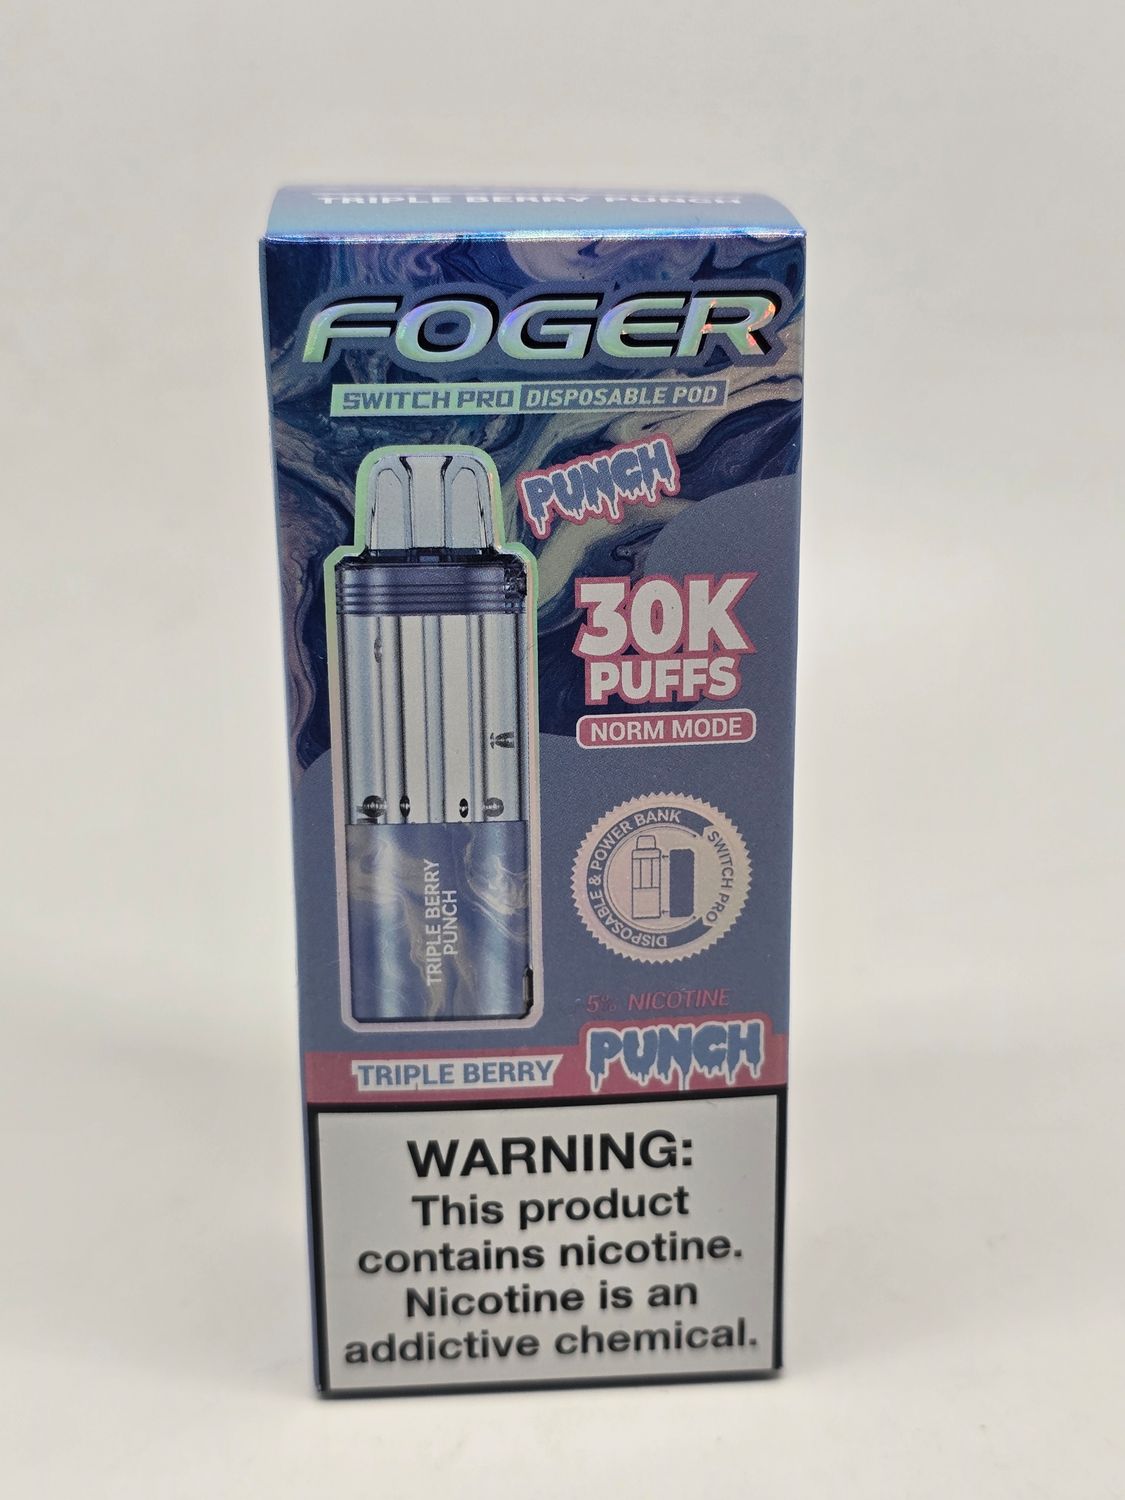 TRIPLE BERRY PUNCH
FOGER
SWITCH PRO DISPOSABLE POD
PUNCH
30K
PUFFS
NORM MODE
DISPOSABLE & POWER BANK
SWITCH PRO
TRIPLE BERRY
PUNCH
5% NICOTINE
TRIPLE BERRY PUNCH
WARNING:
This product
contains nicotine.
Nicotine is an
addictive chemical.